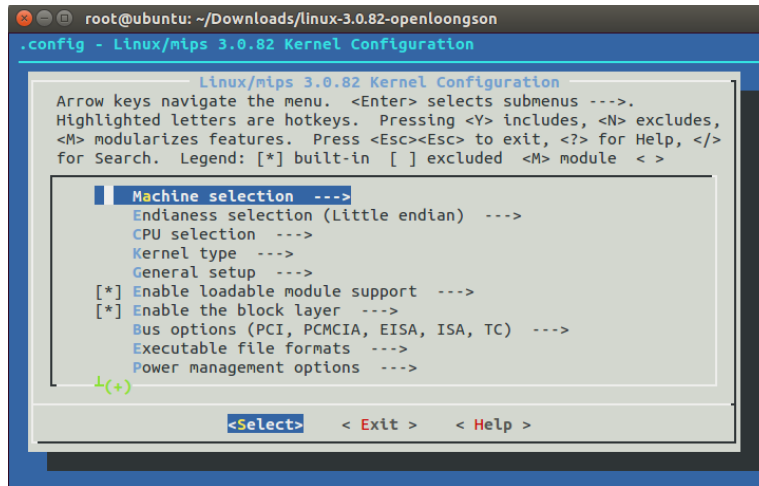 root@ubuntu: ~/Downloads/linux-3.0.82-openloongson
.config - Linux/mips 3.0.82 Kernel Configuration
Linux/mips 3.0.82 Kernel Configuration
Arrow keys navigate the menu. <Enter> selects submenus --->.
Highlighted letters are hotkeys. Pressing <Y> includes, <N> excludes,
<M> modularizes features. Press <Esc><Esc> to exit, <?> for Help, </>
for Search. Legend: [*] built-in [ ] excluded <M> module < >
Machine selection --->
Endianess selection (Little endian) --->
CPU selection --->
Kernel type --->
General setup --->
[*] Enable loadable module support --->
[*] Enable the block layer --->
Bus options (PCI, PCMCIA, EISA, ISA, TC) --->
Executable file formats --->
Power management options --->
(+)
<Select> < Exit > < Help >